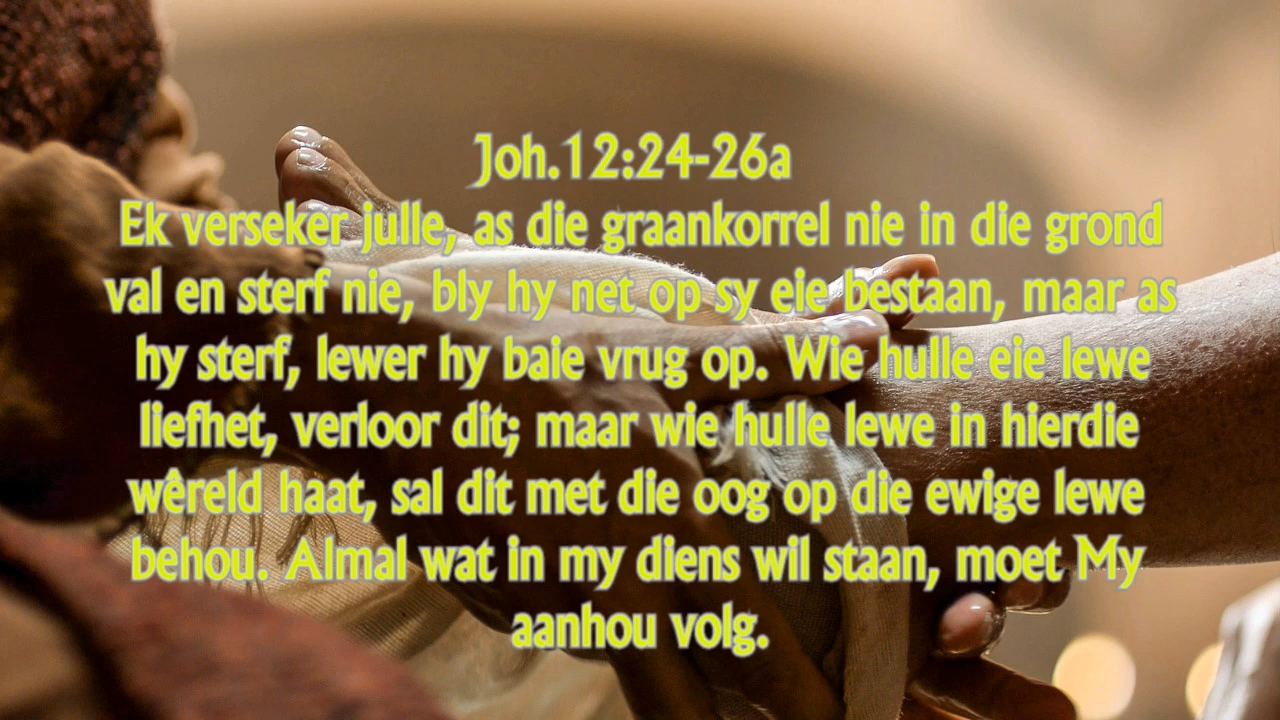 Joh.12:24-26a
Ek verseker julle, as die graankorrel nie in die grond
val en sterf nie, bly hy net op sy eie bestaan, maar as
hy sterf, lewer hy baie vrug op. Wie hulle eie lewe
liefhet, verloor dit; maar wie hulle lewe in hierdie
wêreld haat, sal dit met die oog op die ewige lewe
behou. Almal wat in my diens wil staan, moet My
aanhou volg.